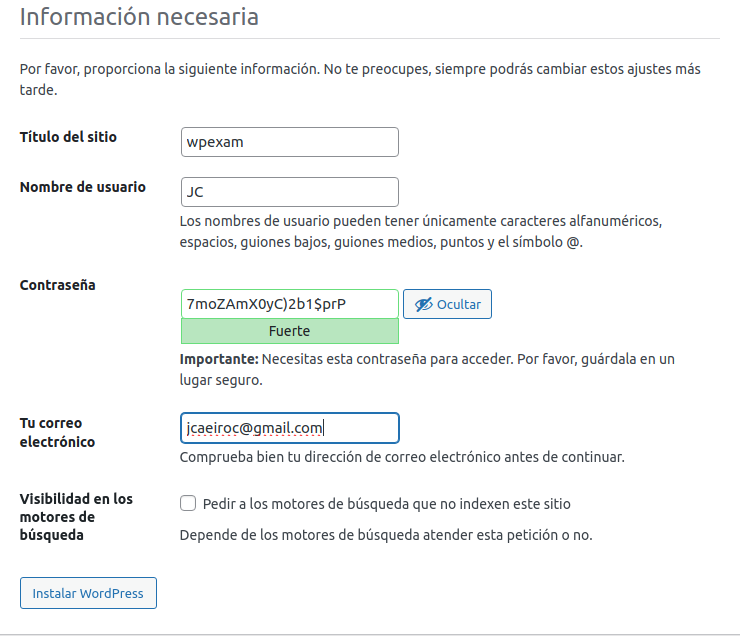 Información necesaria
Por favor, proporciona la siguiente información. No te preocupes, siempre podrás cambiar estos ajustes más
tarde.
Título del sitio
wpexam
Nombre de usuario
JC
Los nombres de usuario pueden tener únicamente caracteres alfanuméricos,
espacios, guiones bajos, guiones medios, puntos y el símbolo @.
Contraseña
7moZAmX0yC)2b1$prP
Ocultar
Fuerte
Importante: Necesitas esta contraseña para acceder. Por favor, guárdala en un
lugar seguro.
Tu correo
electrónico
jcaeiroc@gmail.com
Comprueba bien tu dirección de correo electrónico antes de continuar.
Visibilidad en los
motores de
búsqueda
Pedir a los motores de búsqueda que no indexen este sitio
Depende de los motores de búsqueda atender esta petición o no.
Instalar WordPress